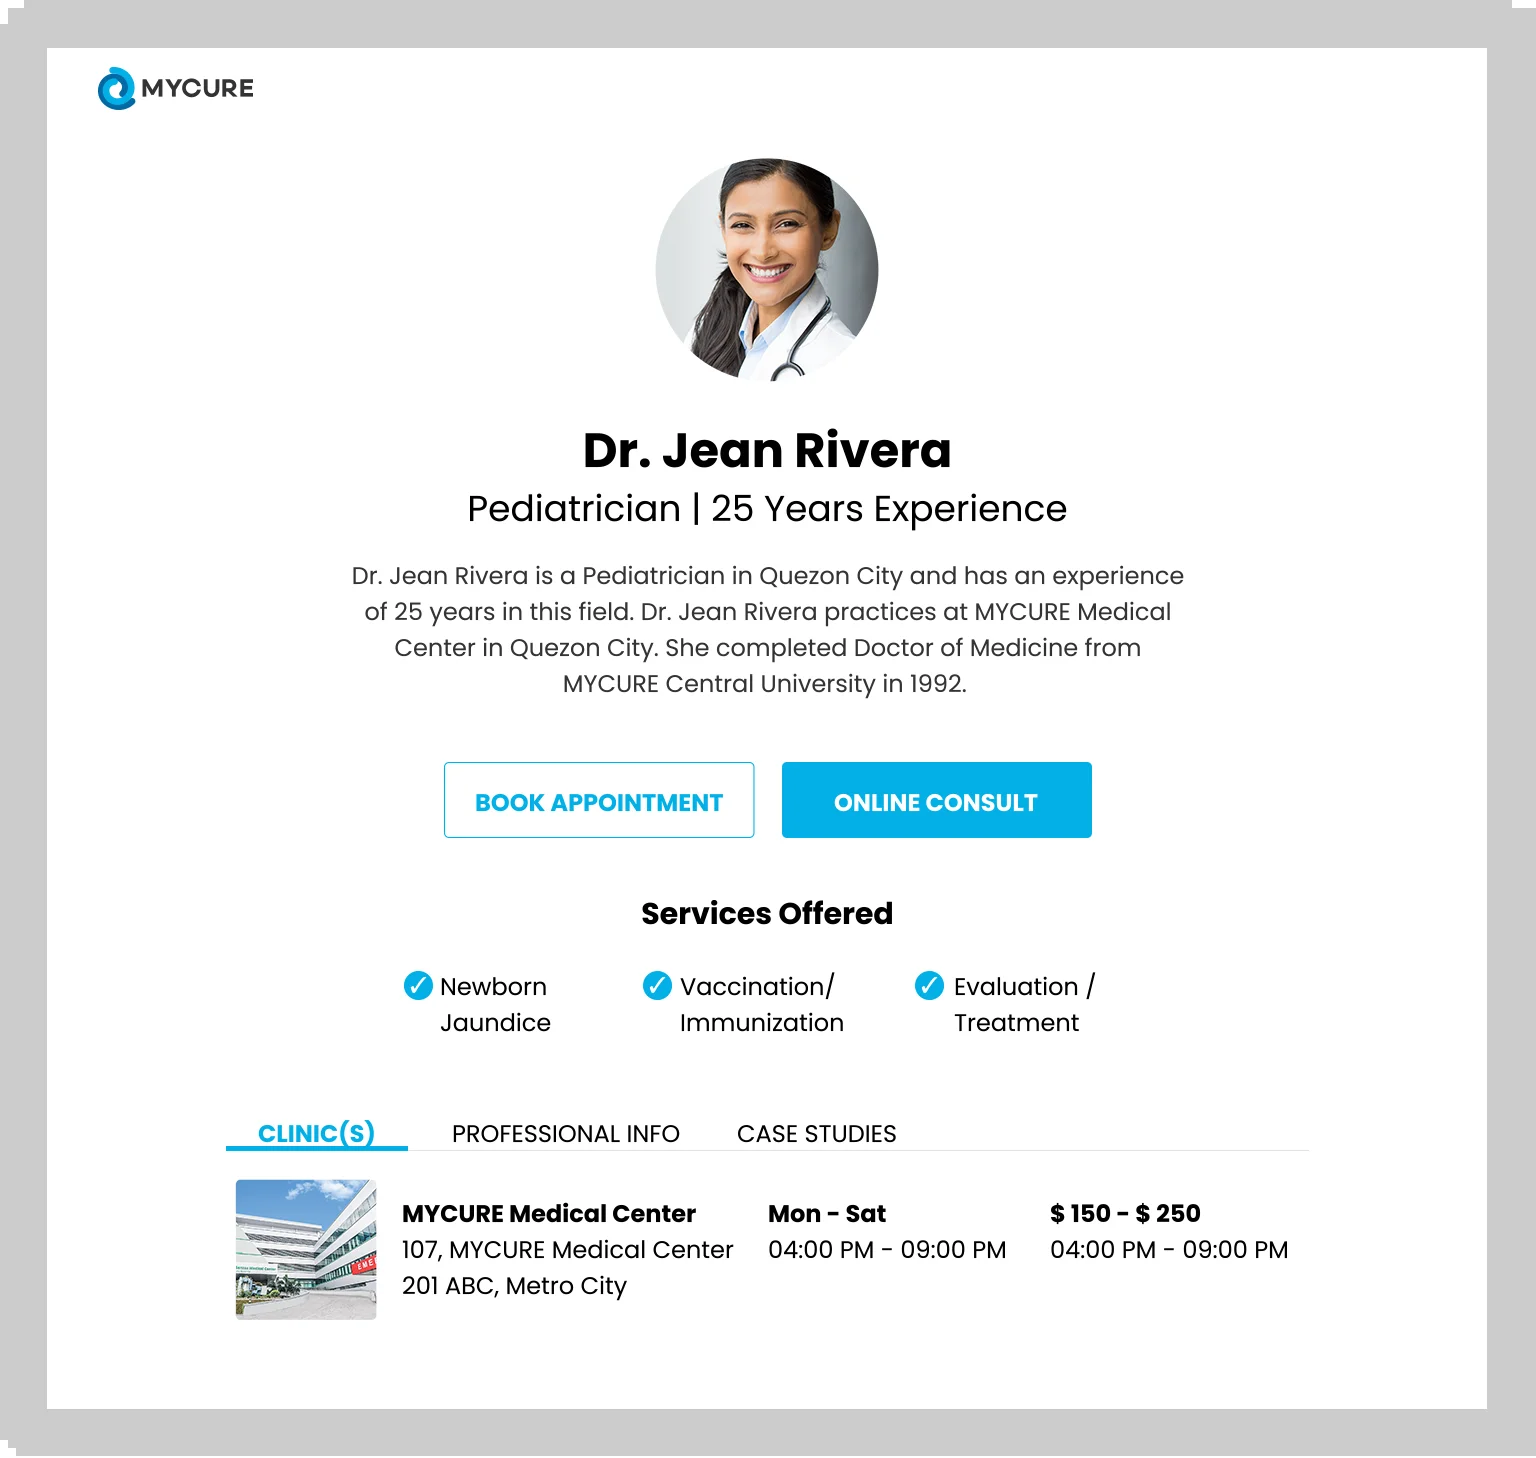 MYCURE
Dr. Jean Rivera
Pediatrician | 25 Years Experience
Dr. Jean Rivera is a Pediatrician in Quezon City and has an experience
of 25 years in this field. Dr. Jean Rivera practices at MYCURE Medical
Center in Quezon City. She completed Doctor of Medicine from
MYCURE Central University in 1992.
BOOK APPOINTMENT
ONLINE CONSULT
Services Offered
Newborn
Jaundice
Vaccination/
Immunization
Evaluation /
Treatment
CLINIC(S)
PROFESSIONAL INFO
CASE STUDIES
MYCURE Medical Center
107, MYCURE Medical Center
201 ABC, Metro City
Mon - Sat
04:00 PM - 09:00 PM
$ 150 - $ 250
04:00 PM - 09:00 PM